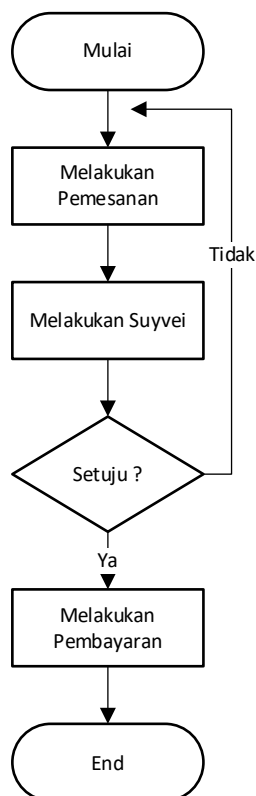 Mulai
Melakukan
Pemesanan
Tidak
Melakukan Suyvei
Setuju ?
Ya
Melakukan
Pembayaran
End